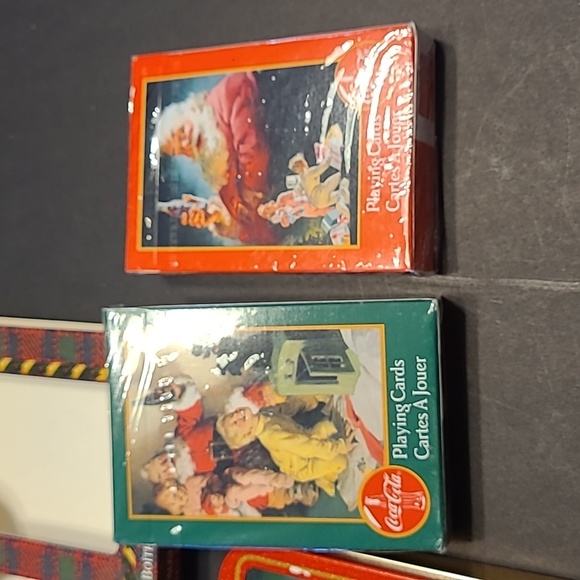 Playing Cards
Cartes À Jouer
Playing Cards
Cartes À Jouer
Coca-Cola